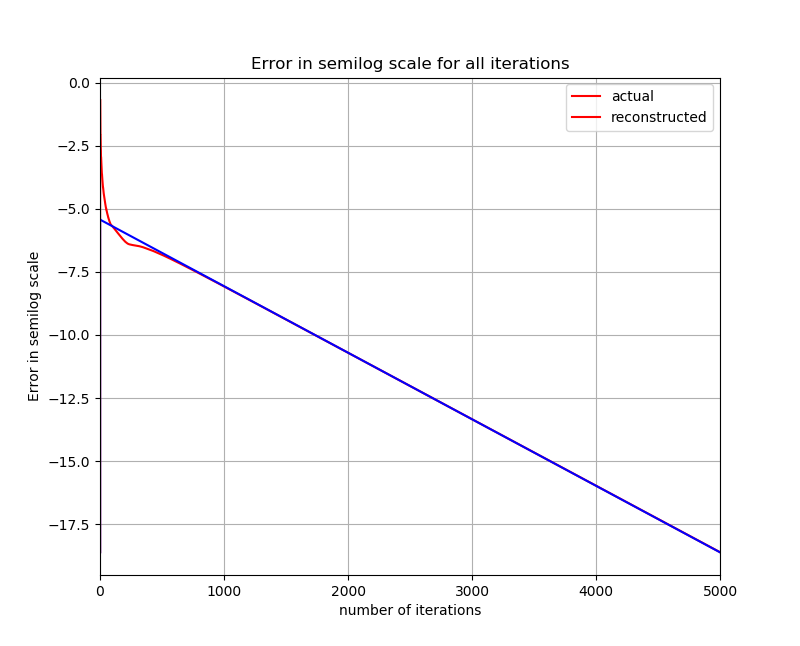 Error in semilog scale for all iterations
actual
reconstructed
0.0
−2.5
−5.0
−7.5
−10.0
−12.5
−15.0
−17.5
Error in semilog scale
0 1000 2000 3000 4000 5000
number of iterations